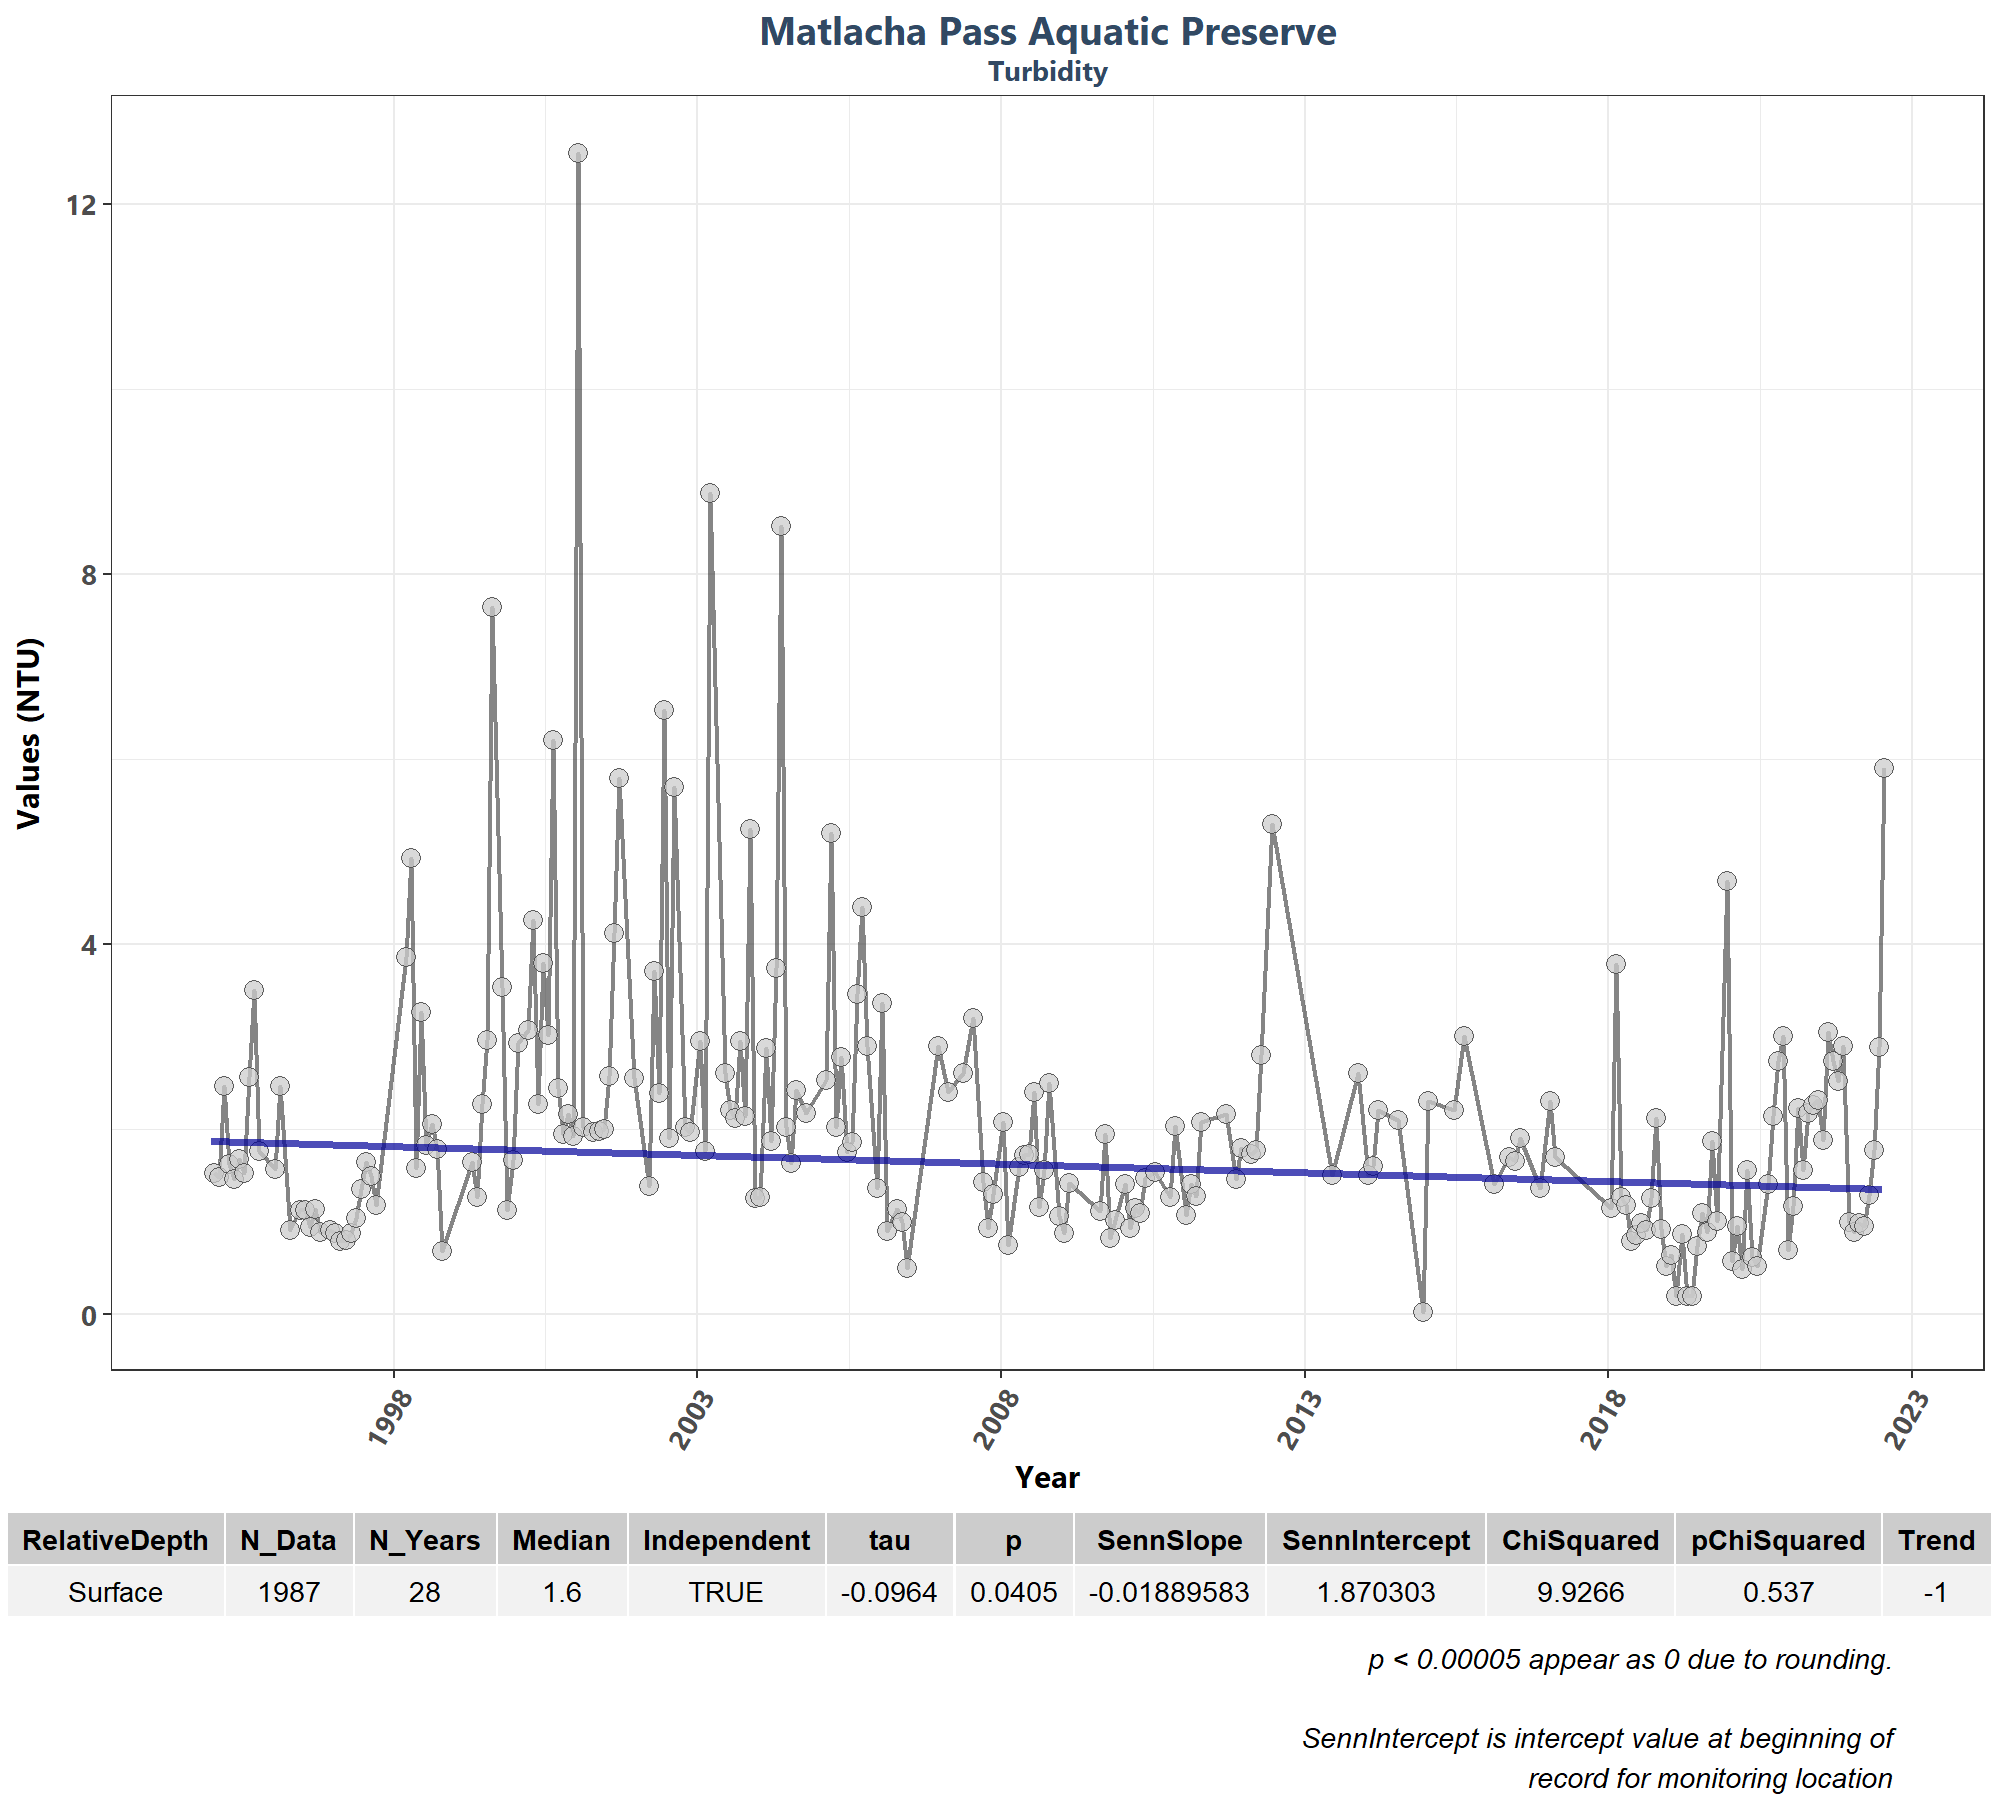 Matlacha Pass Aquatic Preserve
Turbidity
Values (NTU)
12
8
4
0
1998 2003 2008 2013 2018 2023
Year
RelativeDepth N_Data N_Years Median Independent tau p SennSlope SennIntercept ChiSquared pChiSquared Trend
Surface 1987 28 1.6 TRUE -0.0964 0.0405 -0.01889583 1.870303 9.9266 0.537 -1
p < 0.00005 appear as 0 due to rounding.
SennIntercept is intercept value at beginning of
record for monitoring location